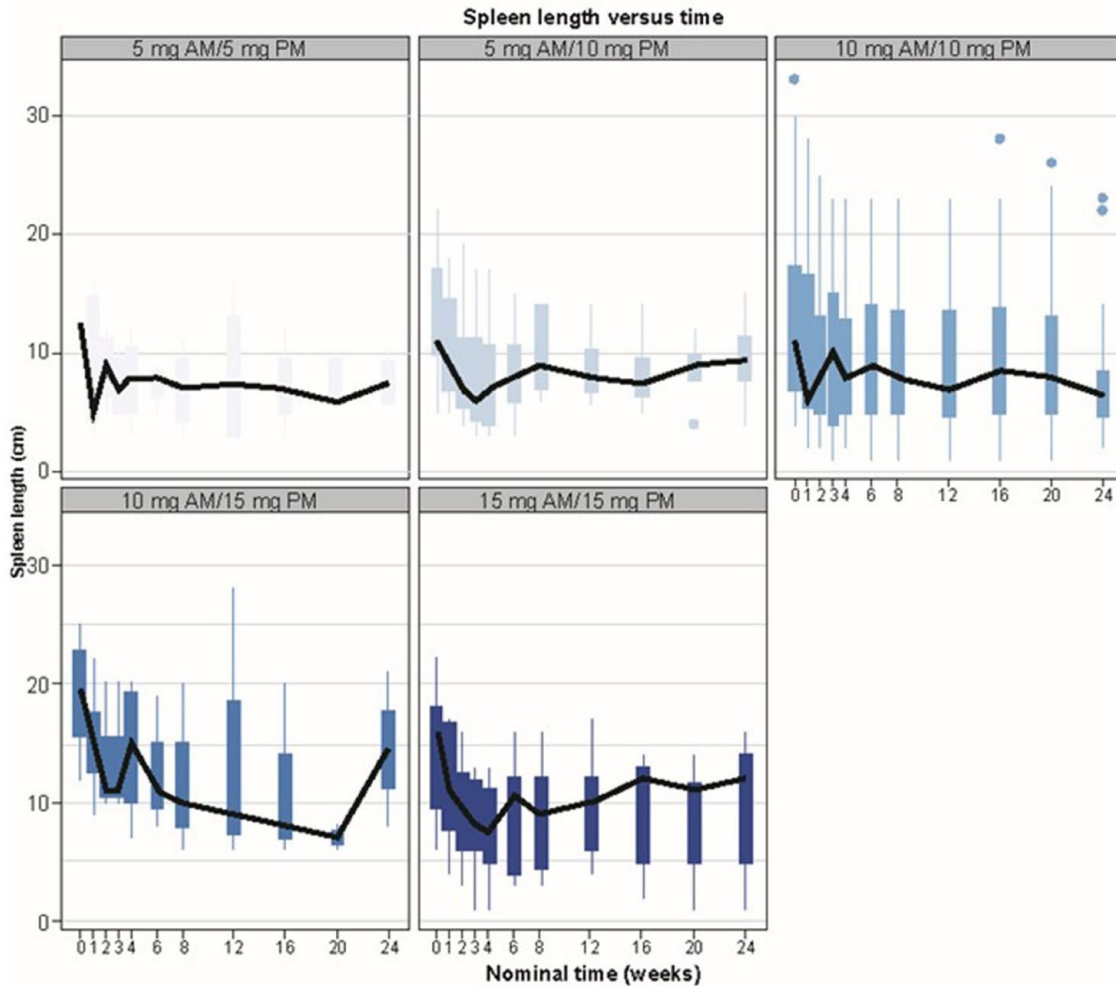 Spleen length versus time
5 mg AM/5 mg PM
5 mg AM/10 mg PM
10 mg AM/10 mg PM
30
20
10
0
0 1 2 3 4 6 8 12 16 20 24
10 mg AM/15 mg PM
15 mg AM/15 mg PM
Spleen length (cm)
30
20
10
0
0 1 2 3 4 6 8 12 16 20 24
0 1 2 3 4 6 8 12 16 20 24
Nominal time (weeks)